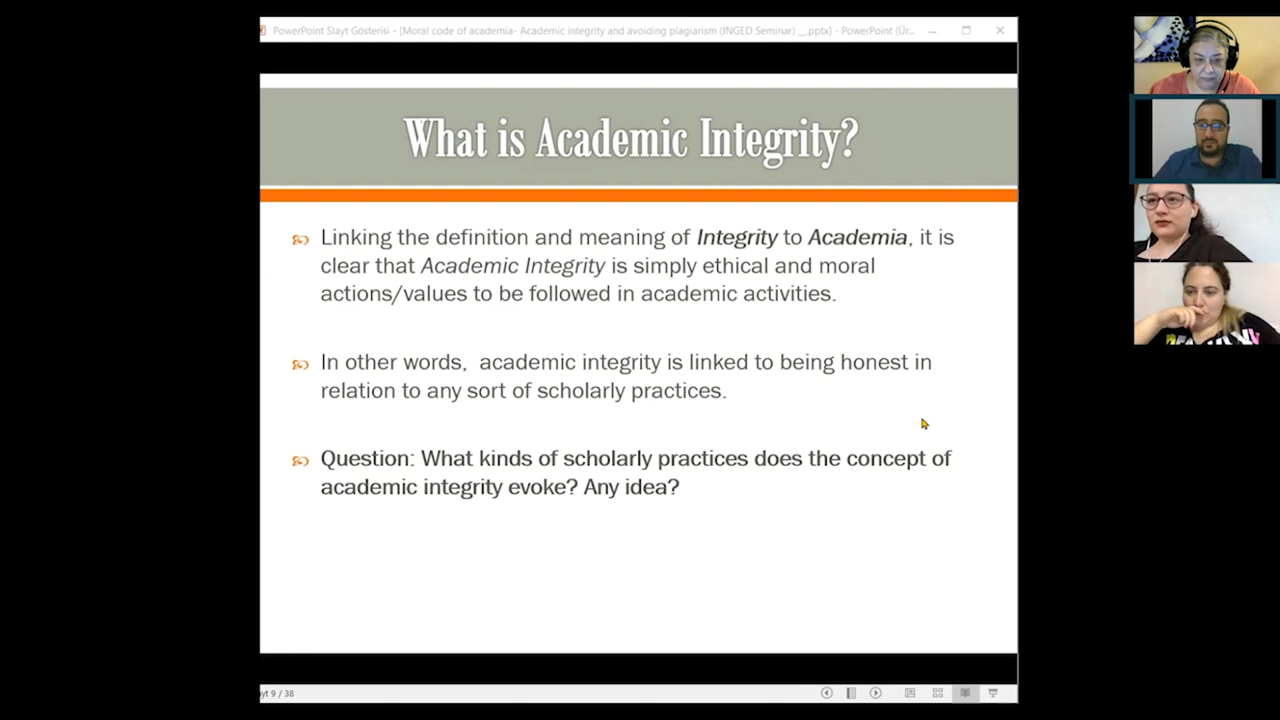 PowerPoint Slayt Gösterisi - [Moral code of academia- Academic integrity and avoiding plagiarism (INGED Seminar) __.pptx] - PowerPoint (Ür...
What is Academic Integrity?
Linking the definition and meaning of Integrity to Academia, it is
clear that Academic Integrity is simply ethical and moral
actions/values to be followed in academic activities.
In other words, academic integrity is linked to being honest in
relation to any sort of scholarly practices.
Question: What kinds of scholarly practices does the concept of
academic integrity evoke? Any idea?
yt 9 / 38